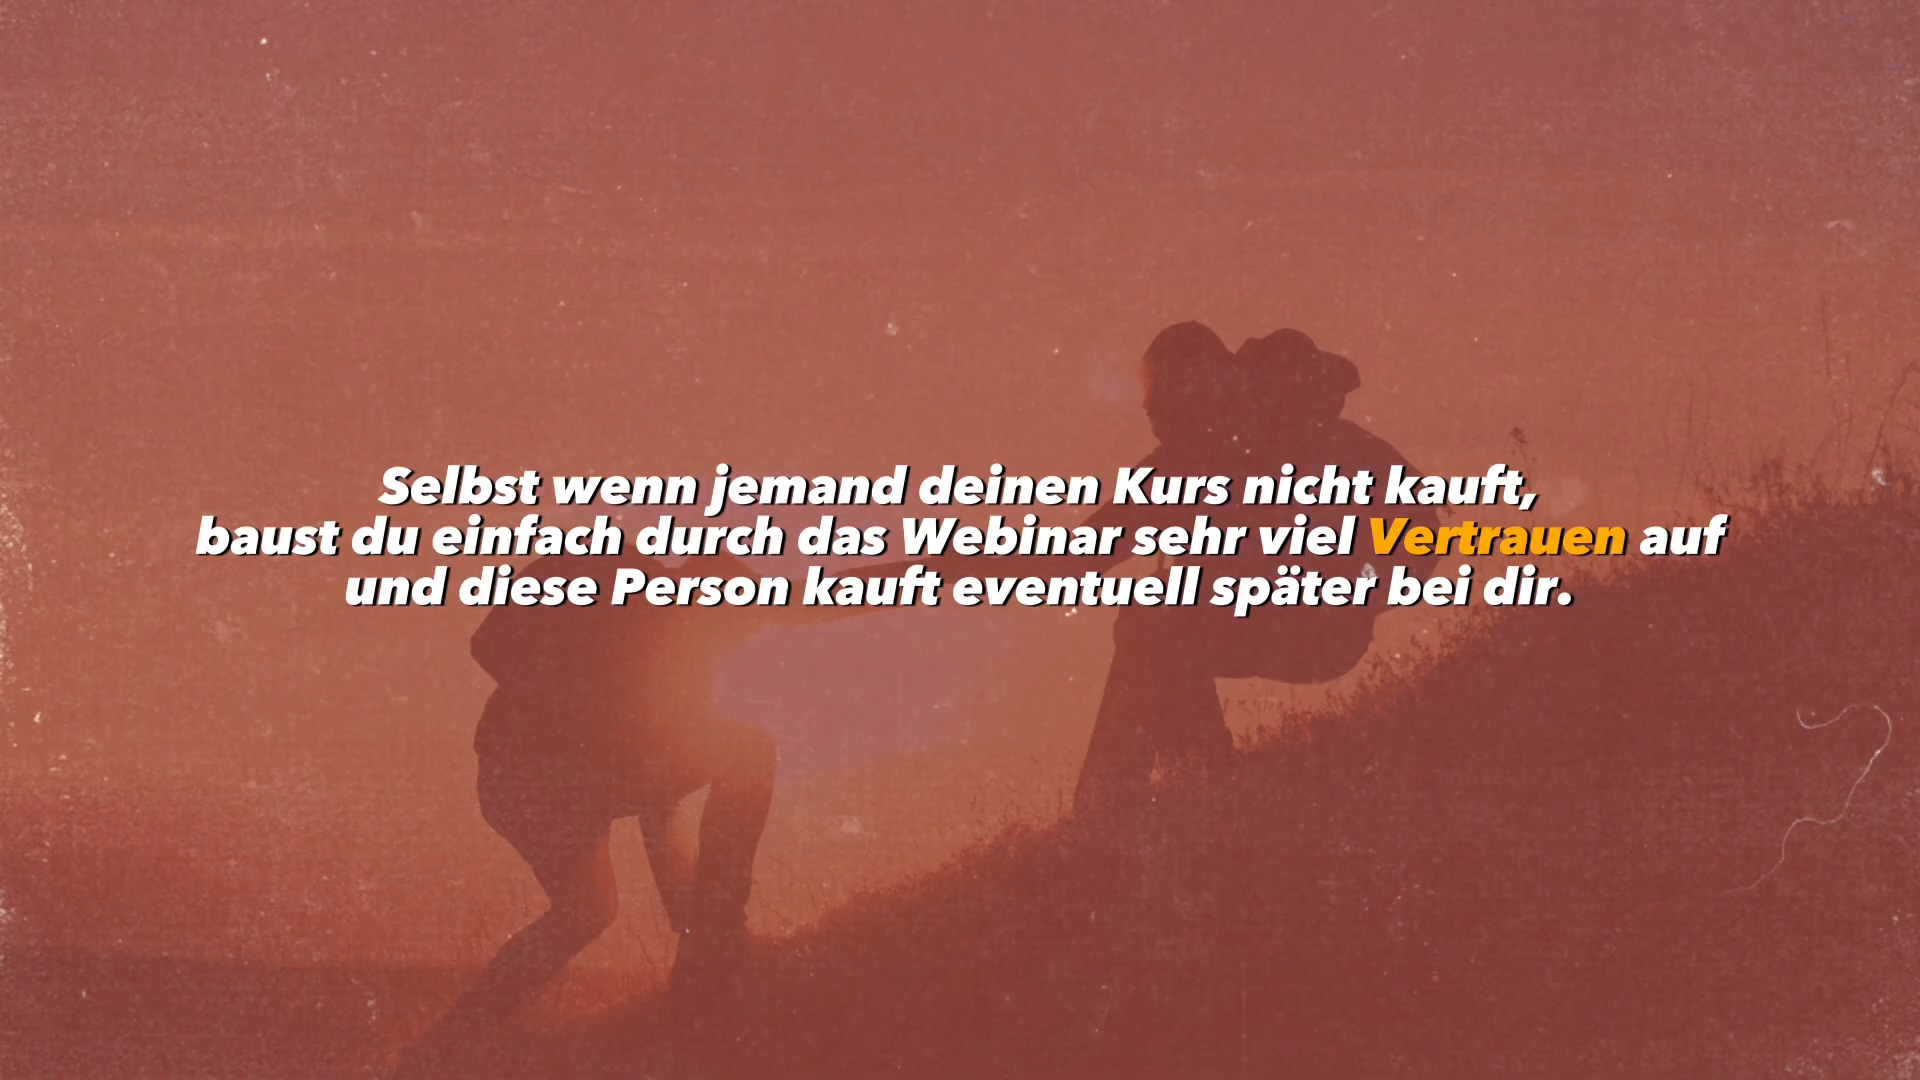 Selbst wenn jemand deinen Kurs nicht kauft,
baust du einfach durch das Webinar sehr viel Vertrauen auf
und diese Person kauft eventuell später bei dir.